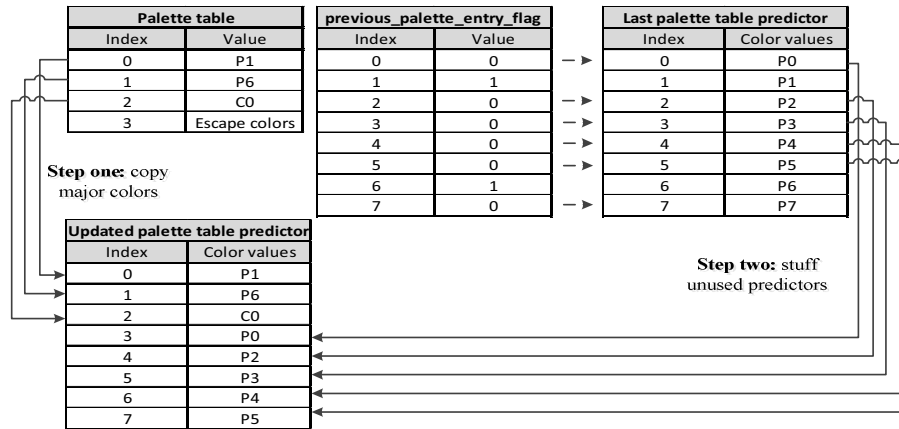 Palette table
Index Value
0 P1
1 P6
2 C0
3 Escape colors
previous_palette_entry_flag
Index Value
0 0
1 1
2 0
3 0
4 0
5 0
6 1
7 0
Last palette table predictor
Index Color values
0 P0
1 P1
2 P2
3 P3
4 P4
5 P5
6 P6
7 P7
Step one: copy
major colors
Updated palette table predictor
Index Color values
0 P1
1 P6
2 C0
3 P0
4 P2
5 P3
6 P4
7 P5
Step two: stuff
unused predictors